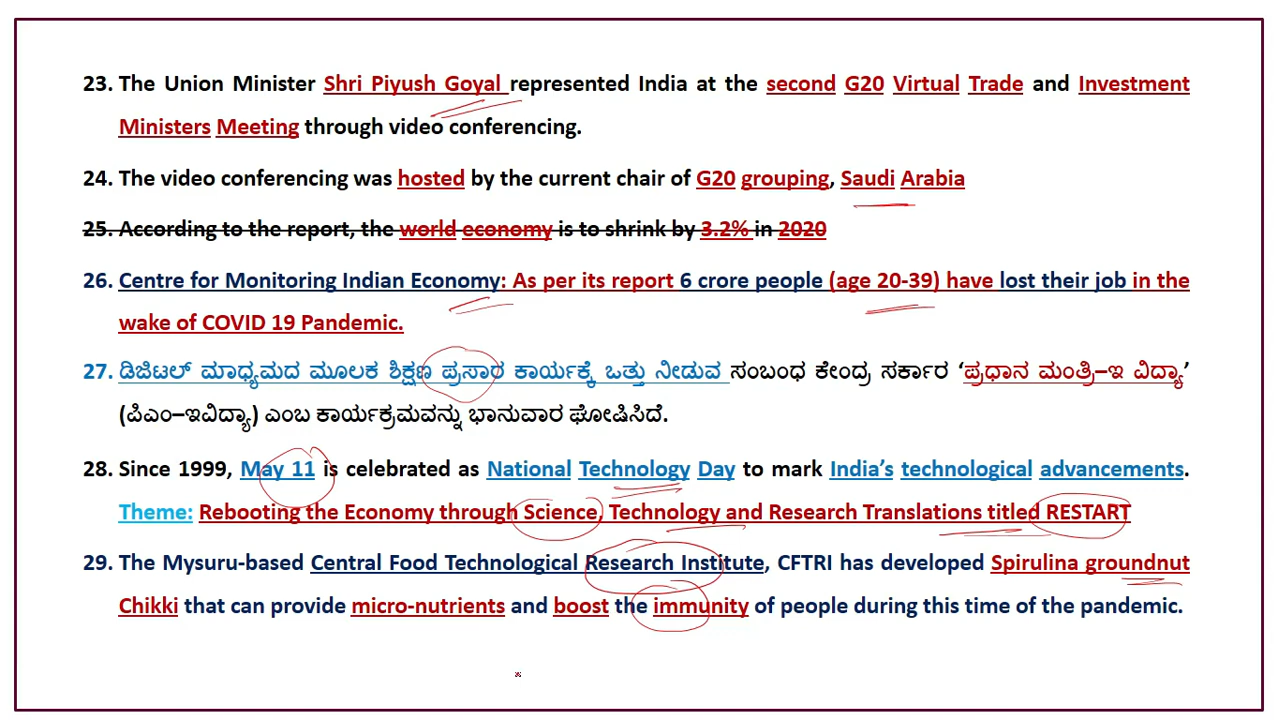 23. The Union Minister Shri Piyush Goyal represented India at the second G20 Virtual Trade and Investment
Ministers Meeting through video conferencing.
24. The video conferencing was hosted by the current chair of G20 grouping, Saudi Arabia
25. According to the report, the world economy is to shrink by 3.2% in 2020
26. Centre for Monitoring Indian Economy: As per its report 6 crore people (age 20-39) have lost their job in the
wake of COVID 19 Pandemic.
27. ಡಿಜಿಟಲ್ ಮಾಧ್ಯಮದ ಮೂಲಕ ಶಿಕ್ಷಣ ಪ್ರಸಾರ ಕಾರ್ಯಕ್ಕೆ ಒತ್ತು ನೀಡುವ ಸಂಬಂಧ ಕೇಂದ್ರ ಸರ್ಕಾರ ‘ಪ್ರಧಾನ ಮಂತ್ರಿ–ಇ ವಿದ್ಯಾ’
(ಪಿಎಂ–ಇವಿದ್ಯಾ) ಎಂಬ ಕಾರ್ಯಕ್ರಮವನ್ನು ಭಾನುವಾರ ಘೋಷಿಸಿದೆ.
28. Since 1999, May 11 is celebrated as National Technology Day to mark India’s technological advancements.
Theme: Rebooting the Economy through Science, Technology and Research Translations titled RESTART
29. The Mysuru-based Central Food Technological Research Institute, CFTRI has developed Spirulina groundnut
Chikki that can provide micro-nutrients and boost the immunity of people during this time of the pandemic.